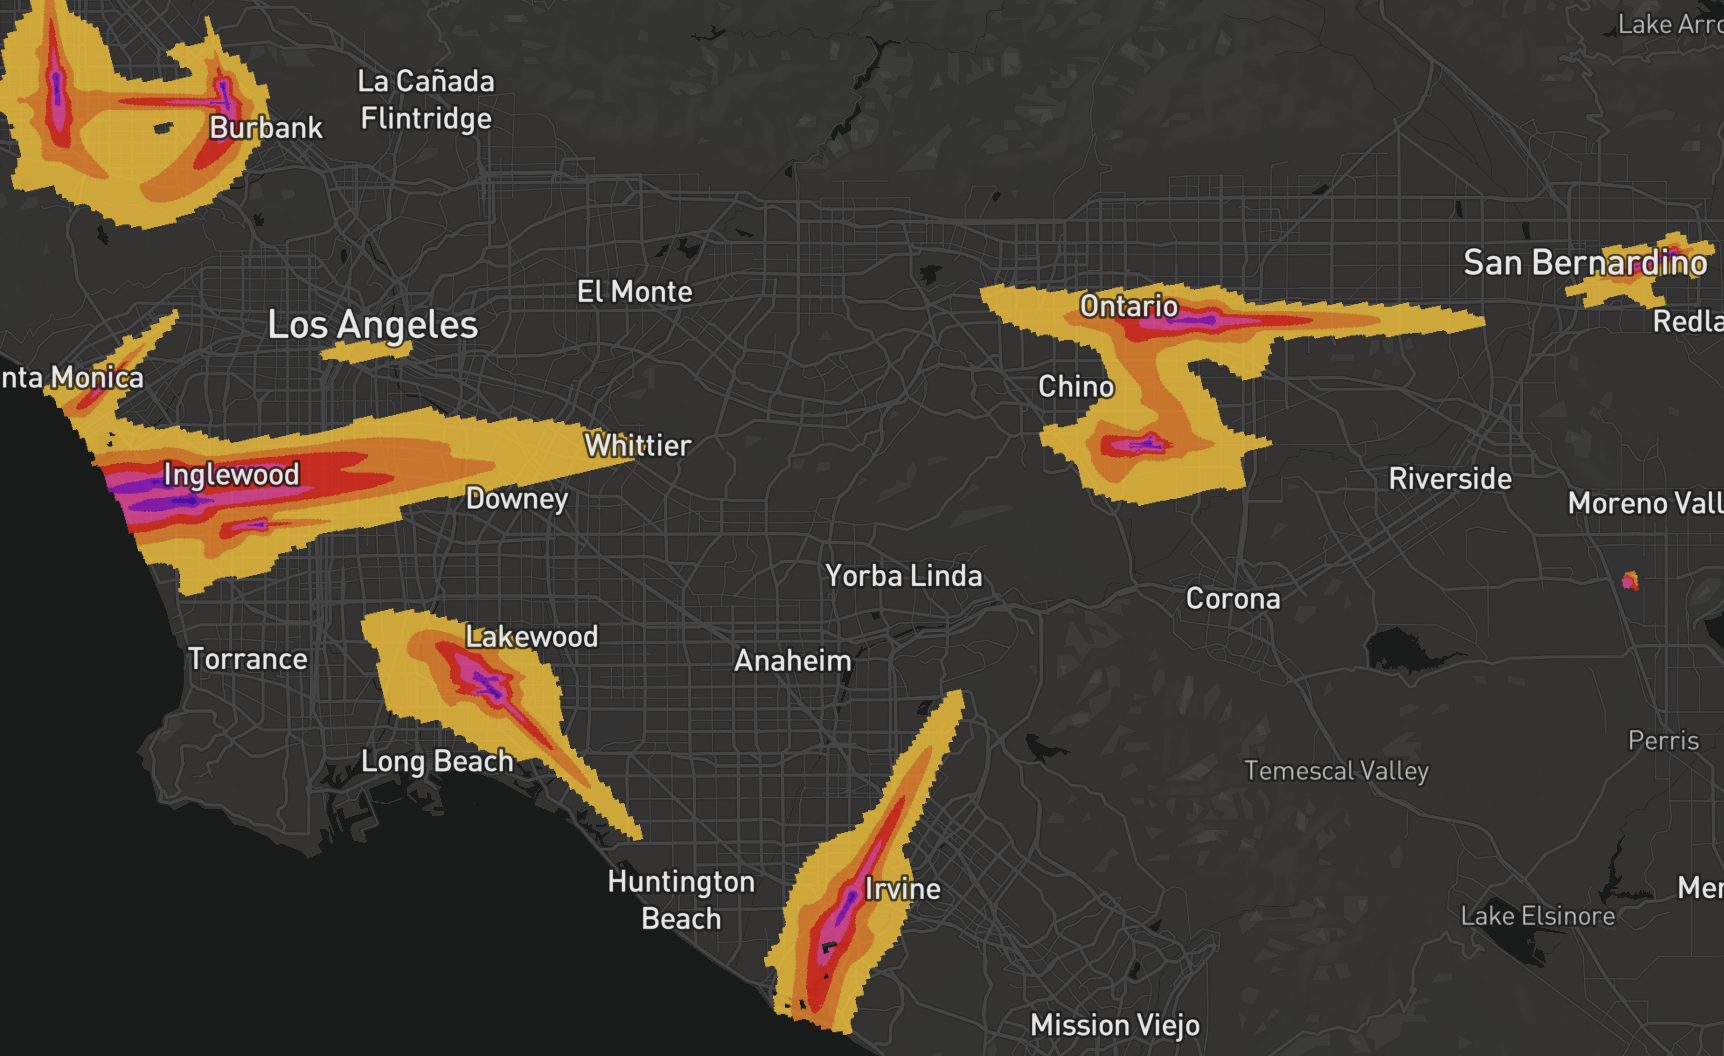 Lake Arro
La Cañada
Flintridge
Burbank
San Bernardino
El Monte
Ontario
Los Angeles
Redla
nta Monica
Chino
Whittier
Inglewood
Riverside
Downey
Moreno Vall
Yorba Linda
Corona
Lakewood
Torrance
Anaheim
Perris
Long Beach
Temescal Valley
Huntington
Beach
Irvine
Mer
Lake Elsinore
Mission Viejo